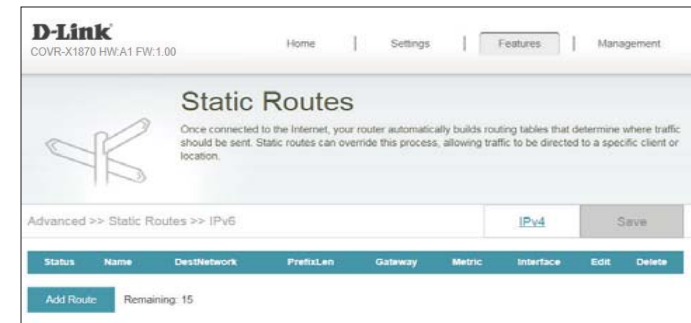 D-Link
COVR-X1870 HW:A1 FW:1.00
Home | Settings | Features | Management
Static Routes
Once connected to the Internet, your router automatically builds routing tables that determine where traffic
should be sent. Static routes can override this process, allowing traffic to be directed to a specific client or
location.
Advanced >> Static Routes >> IPv6 IPv4 Save
Status Name DestNetwork PrefixLen Gateway Metric Interface Edit Delete
Add Route Remaining: 15